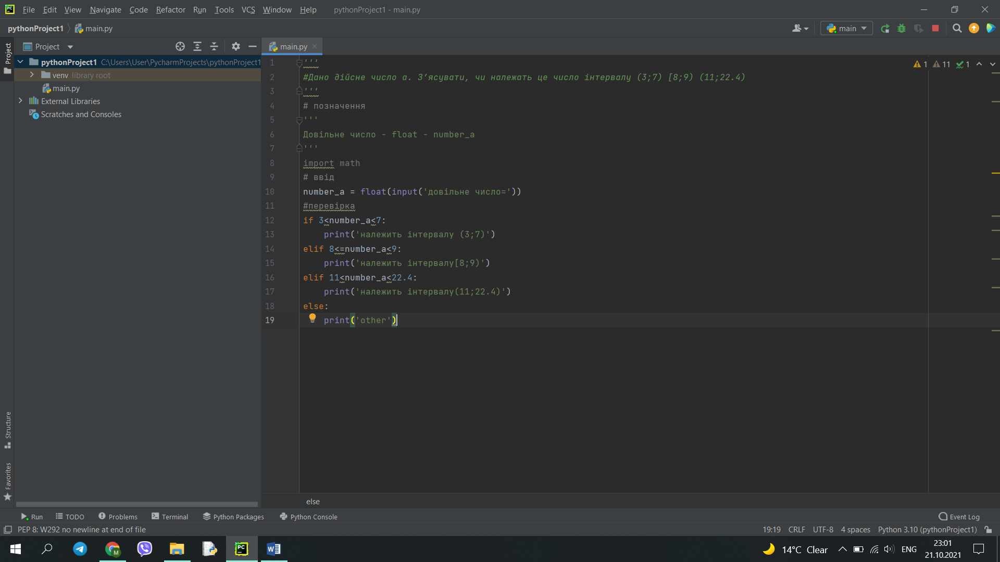 File Edit View Navigate Code Refactor Run Tools VCS Window Help pythonProject1 - main.py
pythonProject1 main.py main
Project main.py
Project
pythonProject1 C:\Users\User\PycharmProjects\pythonProject1
venv library root
main.py
External Libraries
Scratches and Consoles
1 11 1
1 '''
2 #Дано дійсне число a. З’ясувати, чи належать це число інтервалу (3;7) [8;9) (11;22.4)
3 '''
4 # позначення
5 '''
6 Довільне число - float - number_a
7 '''
8 import math
9 # ввід
10 number_a = float(input('довільне число='))
11 #перевірка
12 if 3<number_a<7:
13 print('належить інтервалу (3;7)')
14 elif 8<=number_a<9:
15 print('належить інтервалу[8;9)')
16 elif 11<number_a<22.4:
17 print('належить інтервалу(11;22.4)')
18 else:
19 print('other')
Structure
Favorites
else
Run TODO Problems Terminal Python Packages Python Console Event Log
PEP 8: W292 no newline at end of file 19:19 CRLF UTF-8 4 spaces Python 3.10 (pythonProject1)
14°C Clear ENG 23:01
21.10.2021